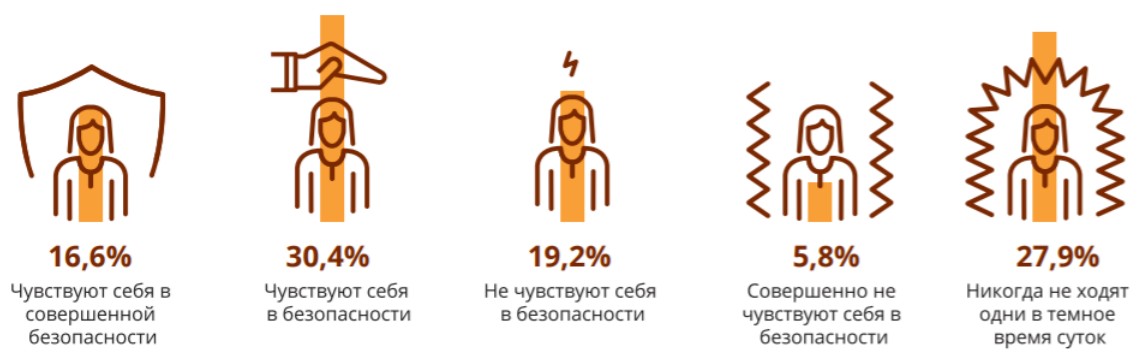 16,6%
Чувствуют себя в
совершенной
безопасности
30,4%
Чувствуют себя
в безопасности
19,2%
Не чувствуют себя
в безопасности
5,8%
Совершенно не
чувствуют себя в
безопасности
27,9%
Никогда не ходят
одни в темное
время суток